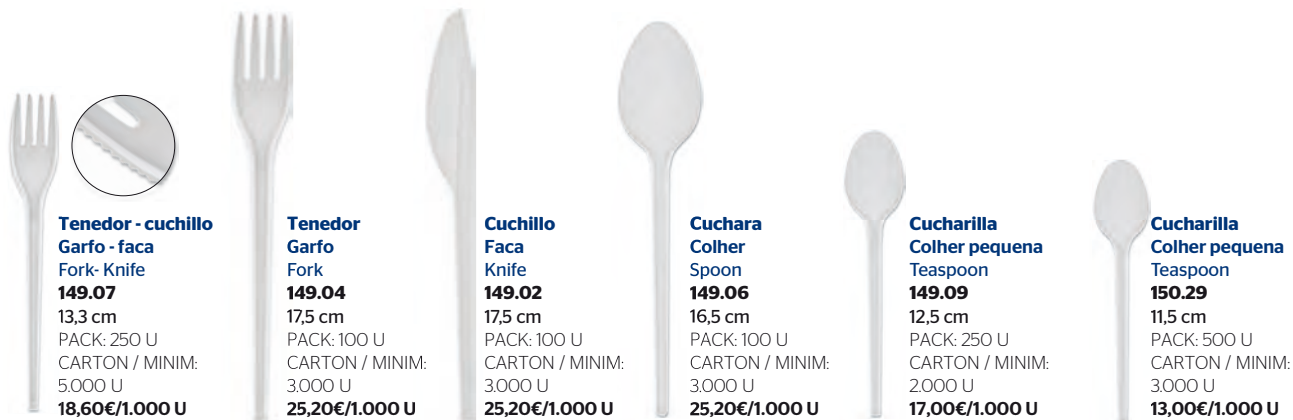 Tenedor - cuchillo
Garfo - faca
Fork- Knife
149.07
13,3 cm
PACK: 250 U
CARTON / MINIM:
5.000 U
18,60€/1.000 U
Tenedor
Garfo
Fork
149.04
17,5 cm
PACK: 100 U
CARTON / MINIM:
3.000 U
25,20€/1.000 U
Cuchillo
Faca
Knife
149.02
17,5 cm
PACK: 100 U
CARTON / MINIM:
3.000 U
25,20€/1.000 U
Cuchara
Colher
Spoon
149.06
16,5 cm
PACK: 100 U
CARTON / MINIM:
3.000 U
25,20€/1.000 U
Cucharilla
Colher pequena
Teaspoon
149.09
12,5 cm
PACK: 250 U
CARTON / MINIM:
2.000 U
17,00€/1.000 U
Cucharilla
Colher pequena
Teaspoon
150.29
11,5 cm
PACK: 500 U
CARTON / MINIM:
3.000 U
13,00€/1.000 U